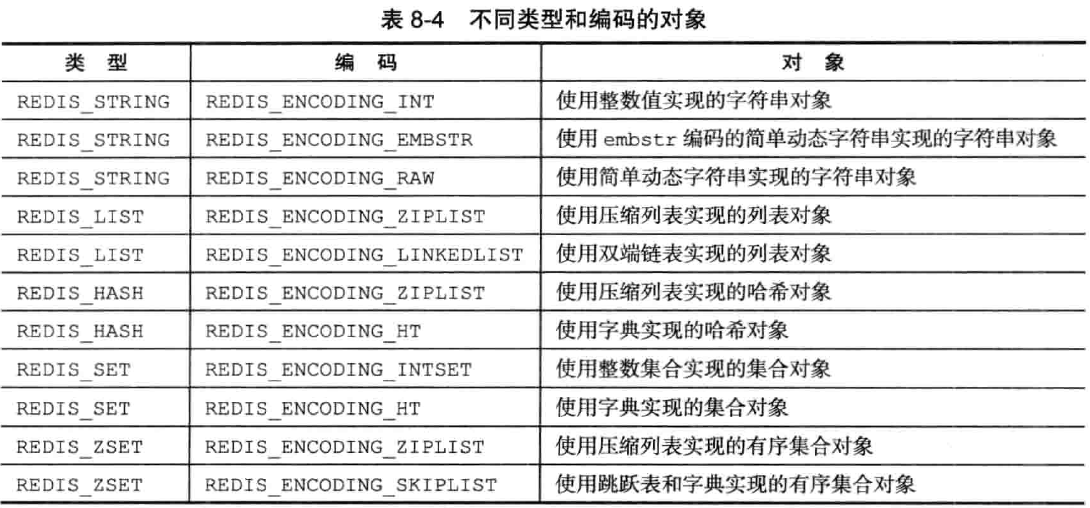 表 8-4 不同类型和编码的对象
类 型 编 码 对 象
REDIS_STRING REDIS_ENCODING_INT 使用整数值实现的字符串对象
REDIS_STRING REDIS_ENCODING_EMBSTR 使用 embstr 编码的简单动态字符串实现的字符串对象
REDIS_STRING REDIS_ENCODING_RAW 使用简单动态字符串实现的字符串对象
REDIS_LIST REDIS_ENCODING_ZIPLIST 使用压缩列表实现的列表对象
REDIS_LIST REDIS_ENCODING_LINKEDLIST 使用双端链表实现的列表对象
REDIS_HASH REDIS_ENCODING_ZIPLIST 使用压缩列表实现的哈希对象
REDIS_HASH REDIS_ENCODING_HT 使用字典实现的哈希对象
REDIS_SET REDIS_ENCODING_INTSET 使用整数集合实现的集合对象
REDIS_SET REDIS_ENCODING_HT 使用字典实现的集合对象
REDIS_ZSET REDIS_ENCODING_ZIPLIST 使用压缩列表实现的有序集合对象
REDIS_ZSET REDIS_ENCODING_SKIPLIST 使用跳跃表和字典实现的有序集合对象